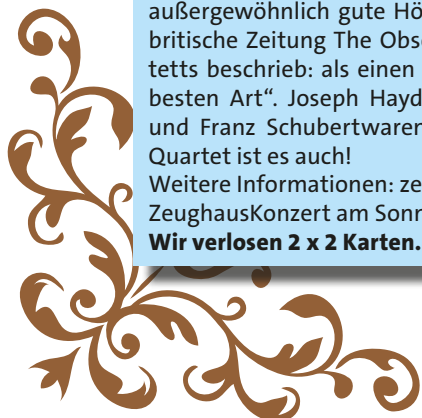 außergewöhnlich gute Hö
britische Zeitung The Obs
tetts beschrieb: als einen
besten Art“. Joseph Hayd
und Franz Schubertwaren
Quartet ist es auch!
Weitere Informationen: ze
ZeughausKonzert am Sonn
Wir verlosen 2 x 2 Karten.